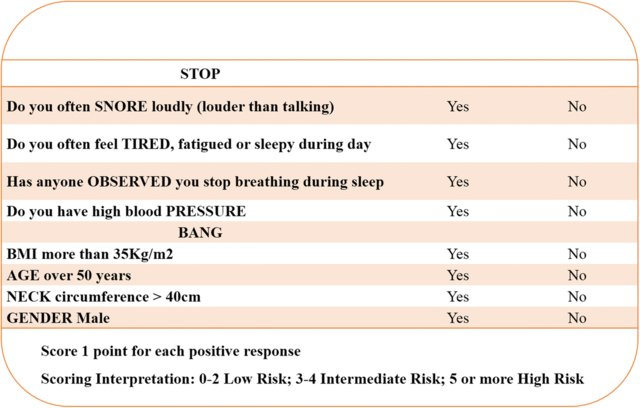 STOP
Do you often SNORE loudly (louder than talking) Yes No
Do you often feel TIRED, fatigued or sleepy during day Yes No
Has anyone OBSERVED you stop breathing during sleep Yes No
Do you have high blood PRESSURE Yes No
BANG
BMI more than 35Kg/m2 Yes No
AGE over 50 years Yes No
NECK circumference > 40cm Yes No
GENDER Male Yes No
Score 1 point for each positive response
Scoring Interpretation: 0-2 Low Risk; 3-4 Intermediate Risk; 5 or more High Risk